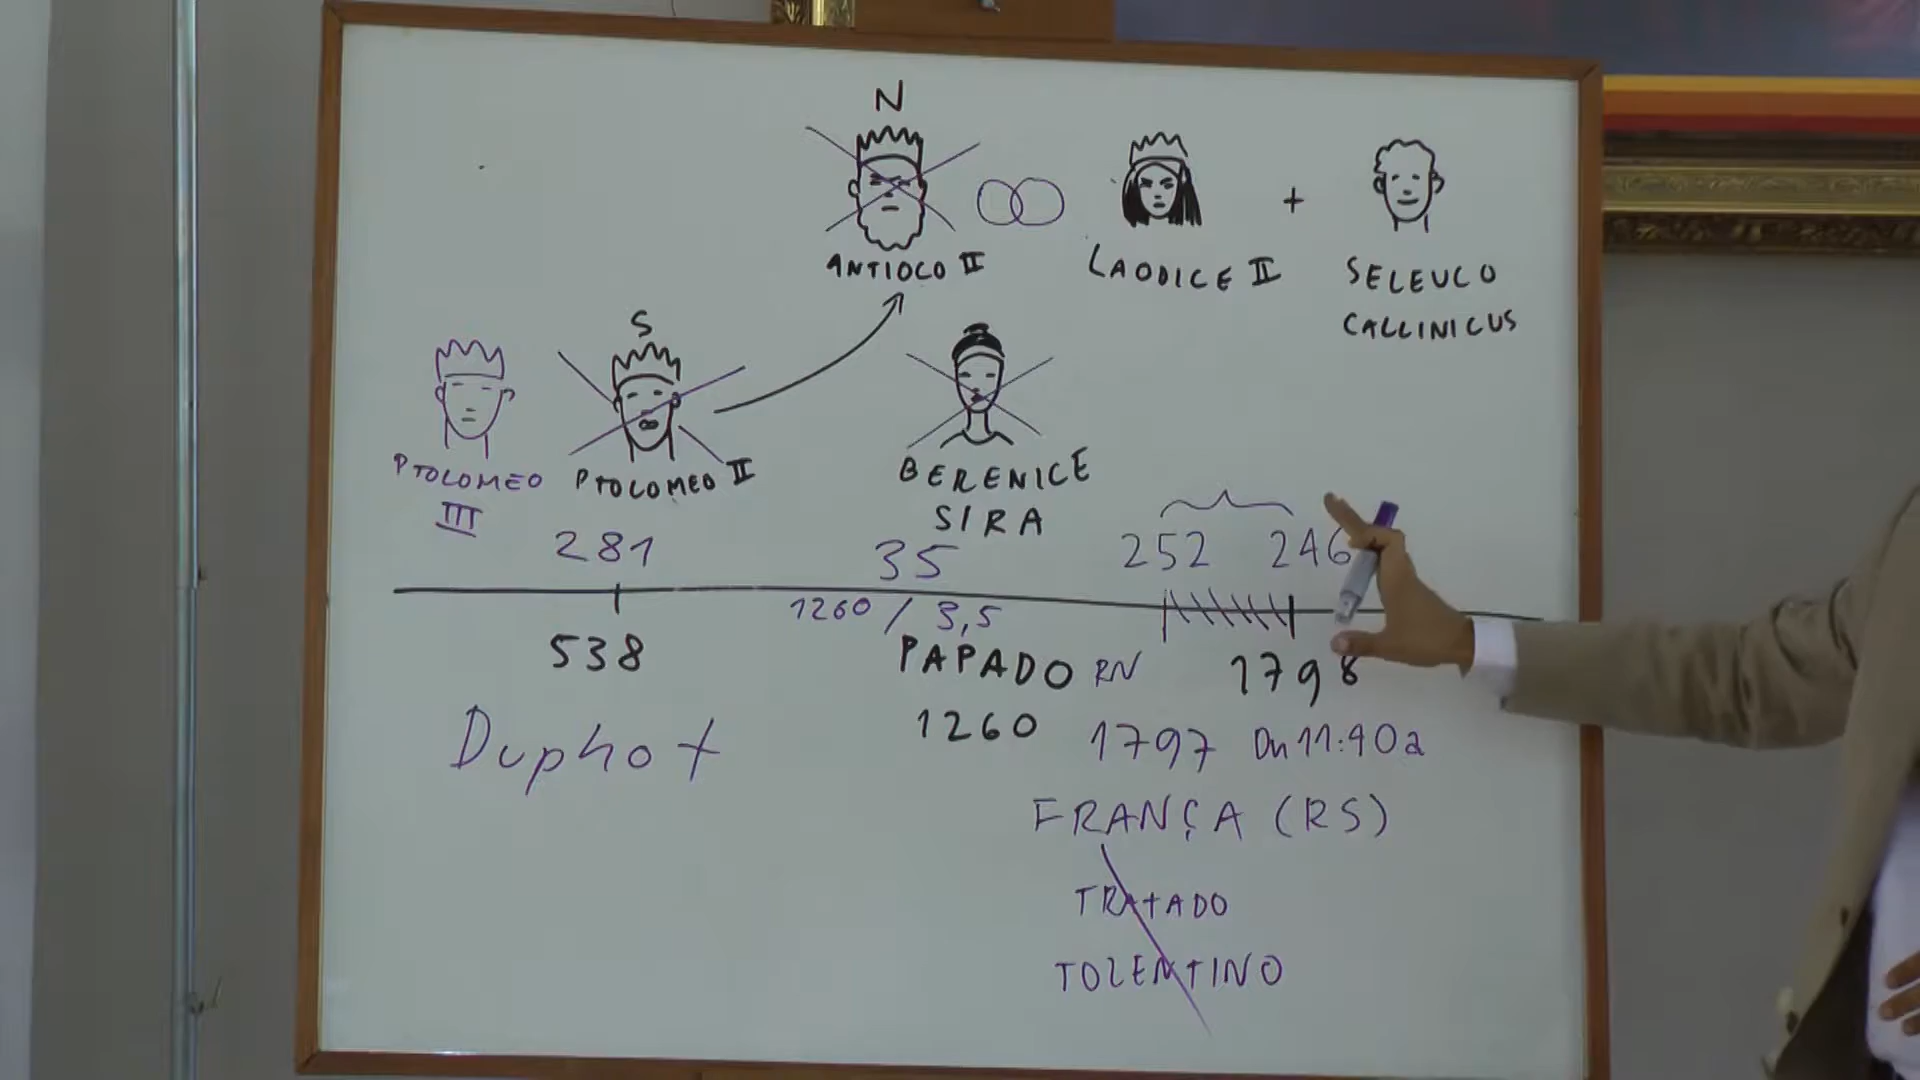 N
ANTIOCO II
LAODICE II
+
SELEUCO
CALLINICUS
S
PTOLOMEO
III
PTOLOMEO II
BERENICE
SIRA
281
35
252
246
1260 / 3,5
538
PAPADO RN
1798
1260
1797 Dn 11:40a
Duphot
FRANÇA (RS)
TRATADO
TOLENTINO